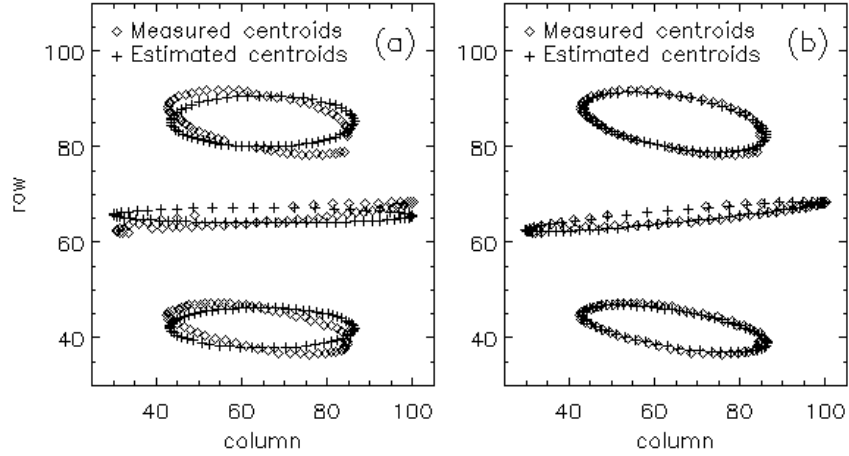 ◇ Measured centroids (a)
+ Estimated centroids
100
80
60
40
row
40 60 80 100
column
◇ Measured centroids (b)
+ Estimated centroids
100
80
60
40
40 60 80 100
column